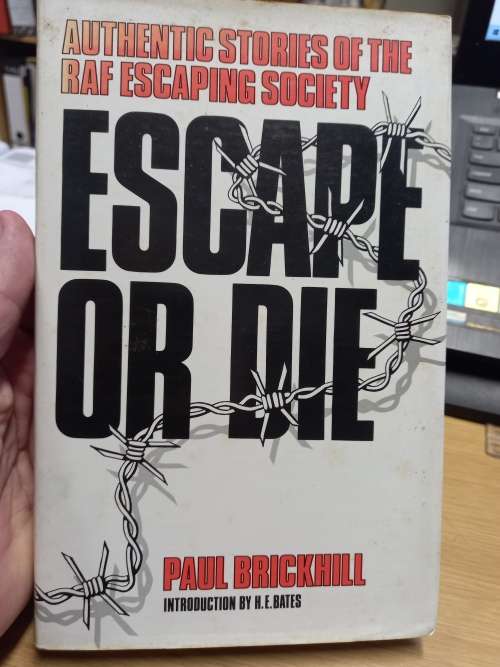 AUTHENTIC STORIES OF THE
RAF ESCAPING SOCIETY
ESCAPE
OR DIE
PAUL BRICKHILL
INTRODUCTION BY H.E. BATES